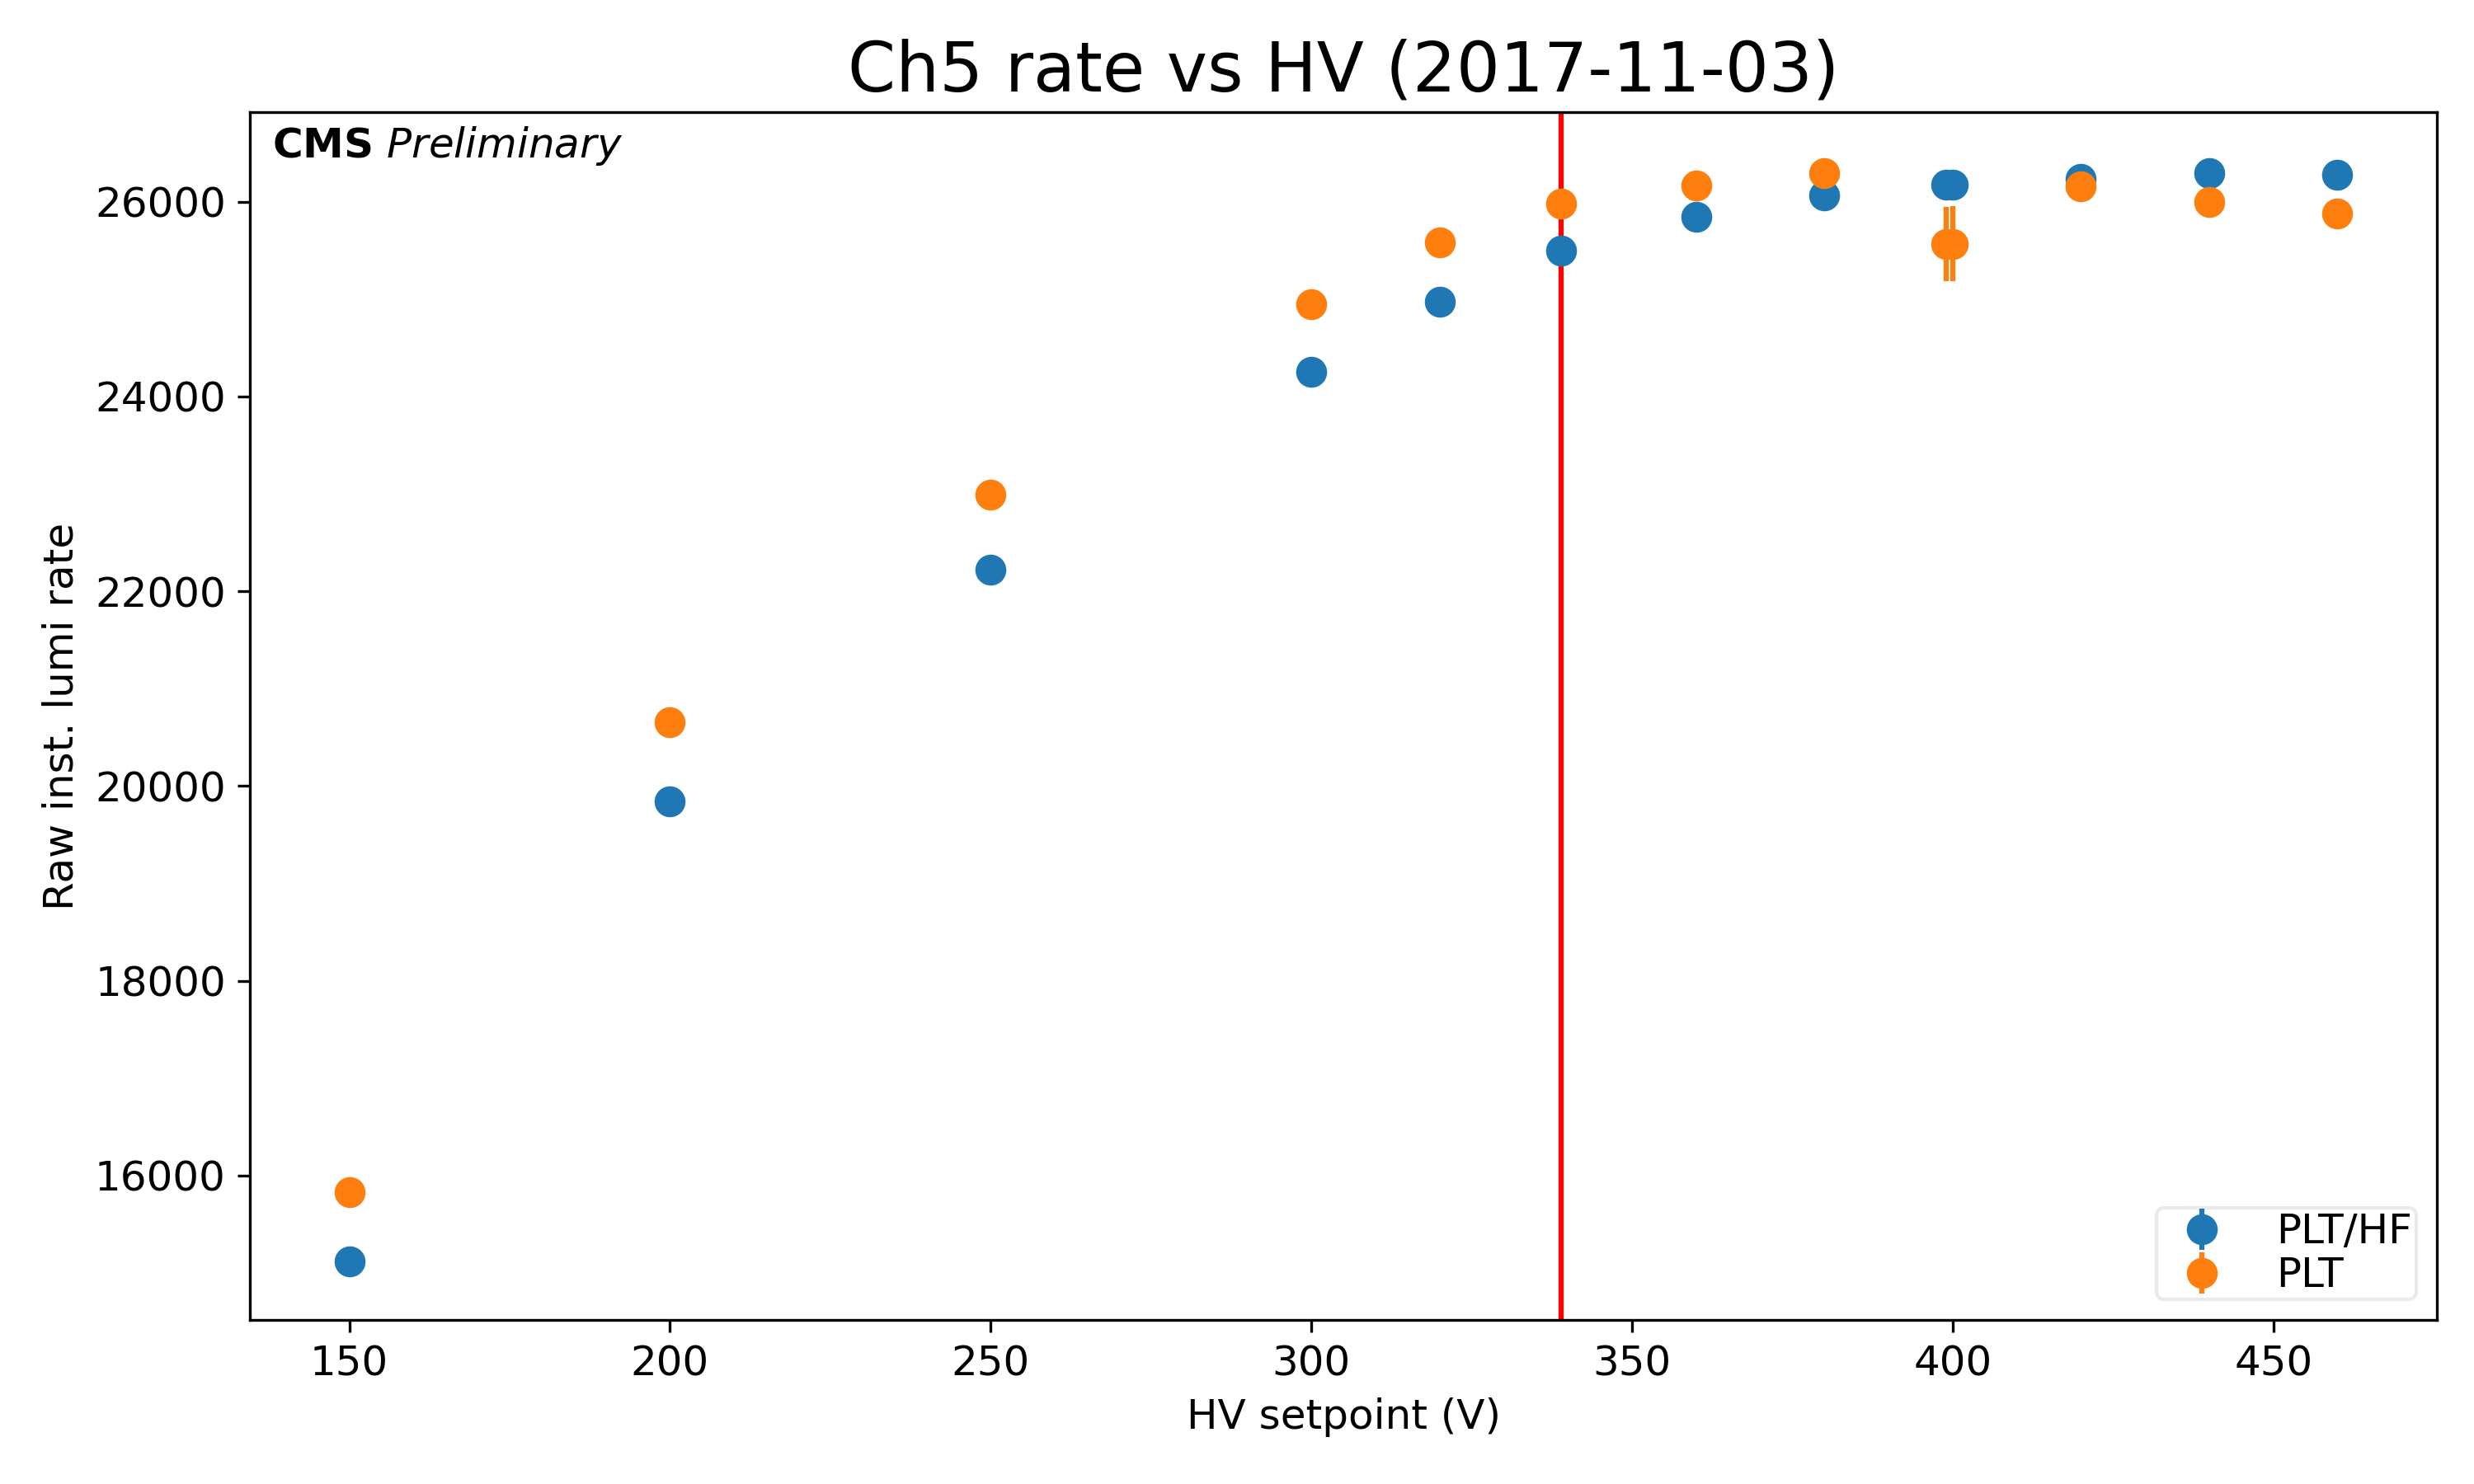 Ch5 rate vs HV (2017-11-03)
CMS Preliminary
26000
24000
22000
20000
18000
16000
Raw inst. lumi rate
PLT/HF
PLT
150 200 250 300 350 400 450
HV setpoint (V)